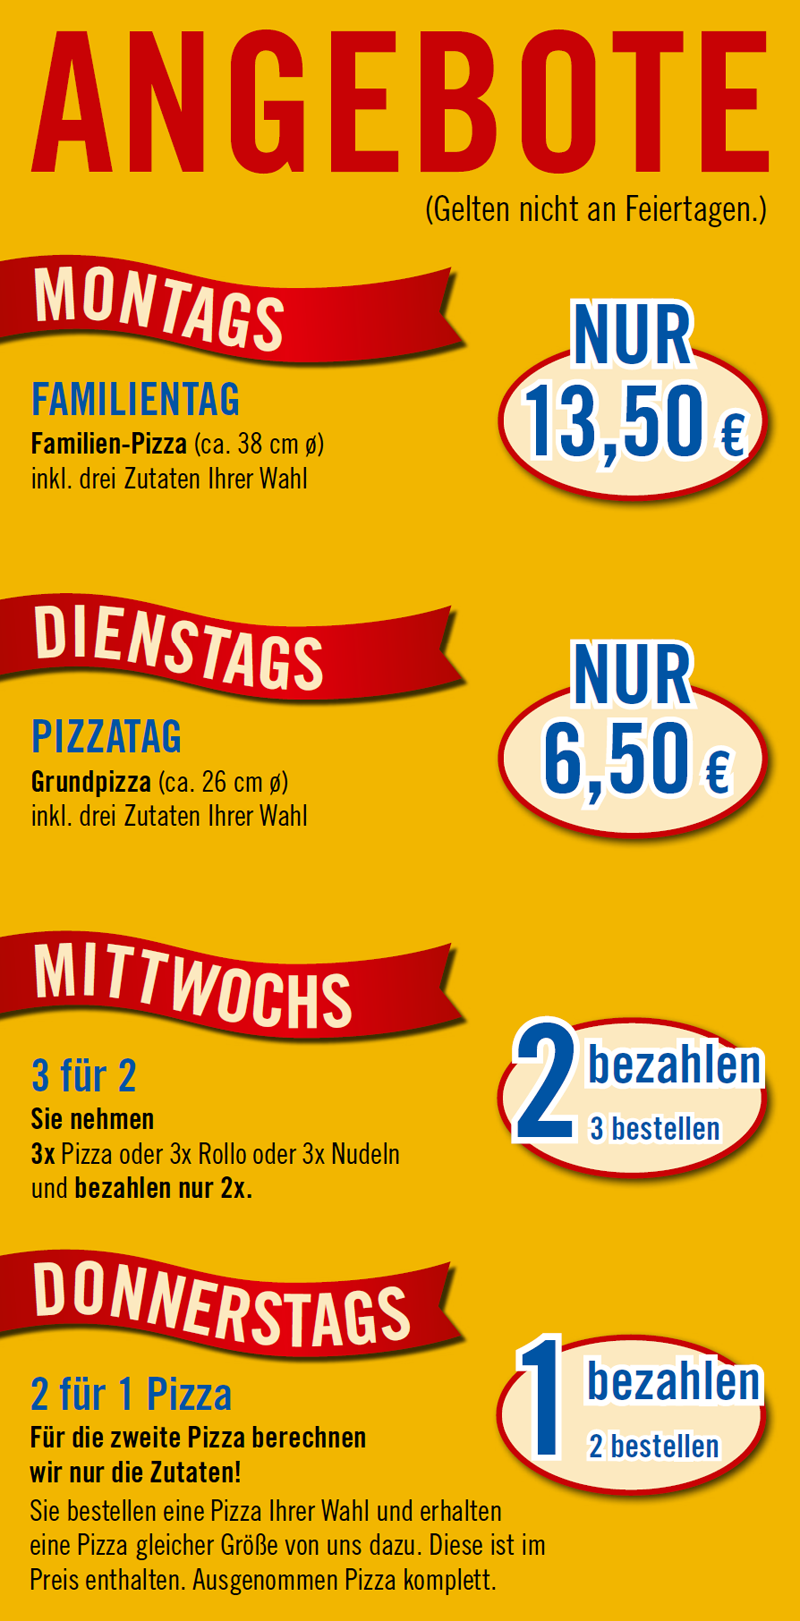 ANGEBOTE
(Gelten nicht an Feiertagen.)
MONTAGS
FAMILIENTAG
Familien-Pizza (ca. 38 cm ø)
inkl. drei Zutaten Ihrer Wahl
NUR
13,50 €
DIENSTAGS
PIZZATAG
Grundpizza (ca. 26 cm ø)
inkl. drei Zutaten Ihrer Wahl
NUR
6,50 €
MITTWOCHS
3 für 2
Sie nehmen
3x Pizza oder 3x Rollo oder 3x Nudeln
und bezahlen nur 2x.
2 bezahlen
3 bestellen
DONNERSTAGS
2 für 1 Pizza
Für die zweite Pizza berechnen
wir nur die Zutaten!
Sie bestellen eine Pizza Ihrer Wahl und erhalten
eine Pizza gleicher Größe von uns dazu. Diese ist im
Preis enthalten. Ausgenommen Pizza komplett.
1 bezahlen
2 bestellen